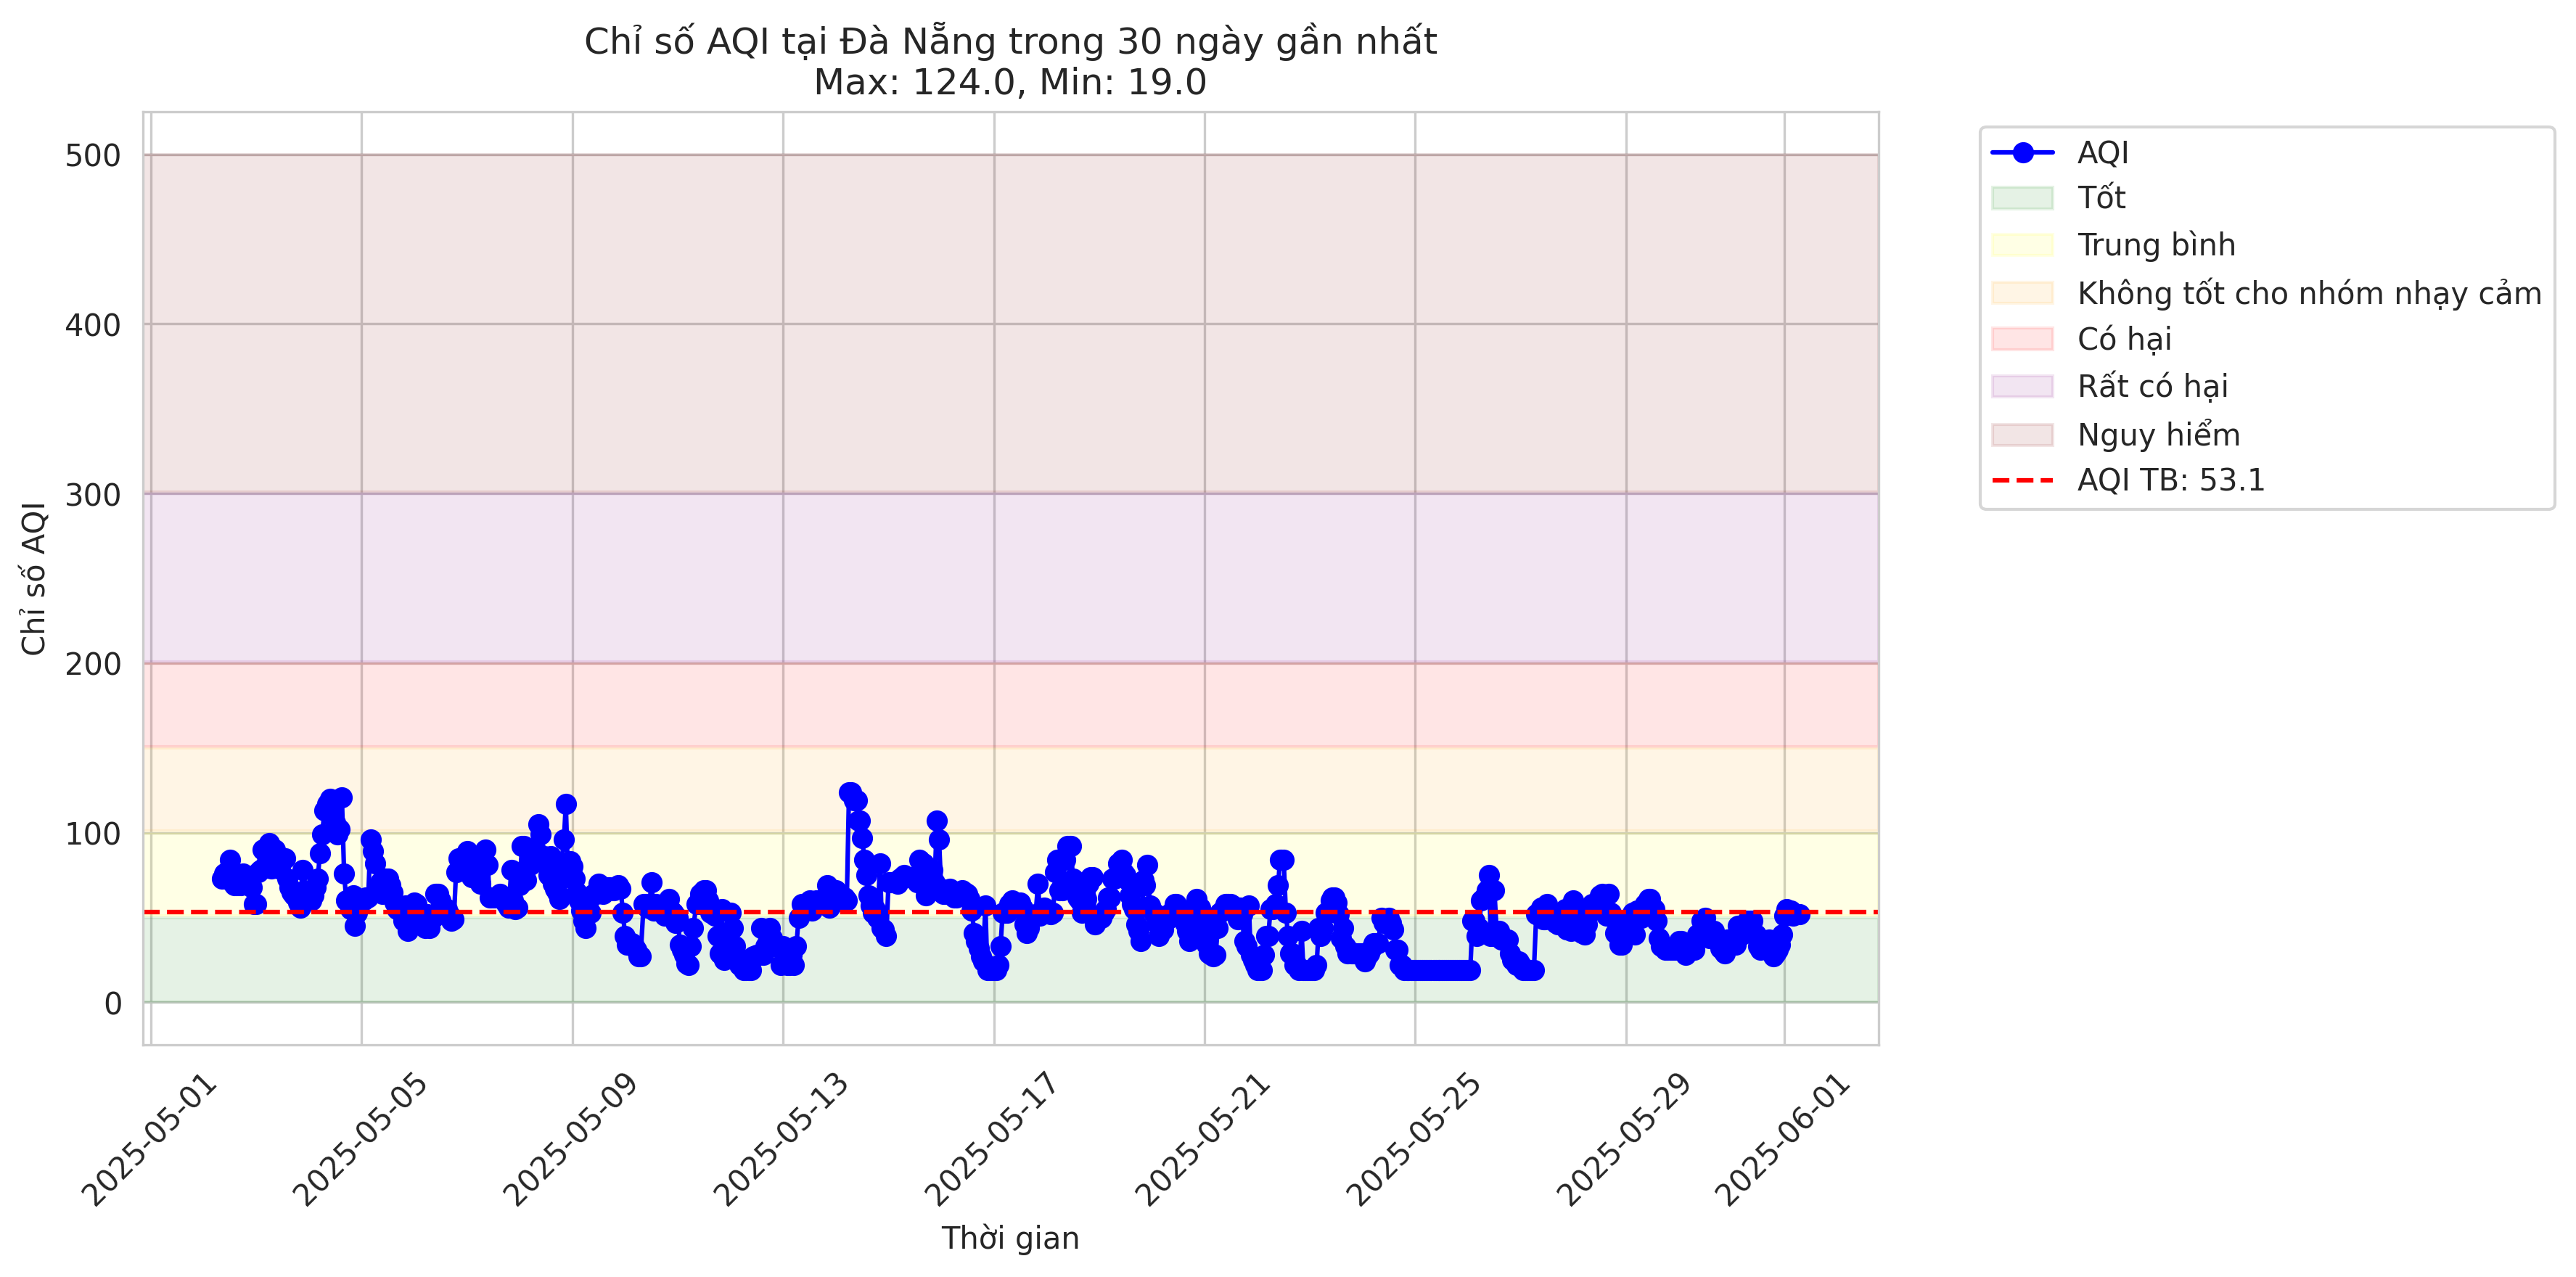 Chỉ số AQI tại Đà Nẵng trong 30 ngày gần nhất
Max: 124.0, Min: 19.0
Chỉ số AQI
500
400
300
200
100
0
2025-05-01
2025-05-05
2025-05-09
2025-05-13
2025-05-17
2025-05-21
2025-05-25
2025-05-29
2025-06-01
Thời gian
AQI
Tốt
Trung bình
Không tốt cho nhóm nhạy cảm
Có hại
Rất có hại
Nguy hiểm
AQI TB: 53.1